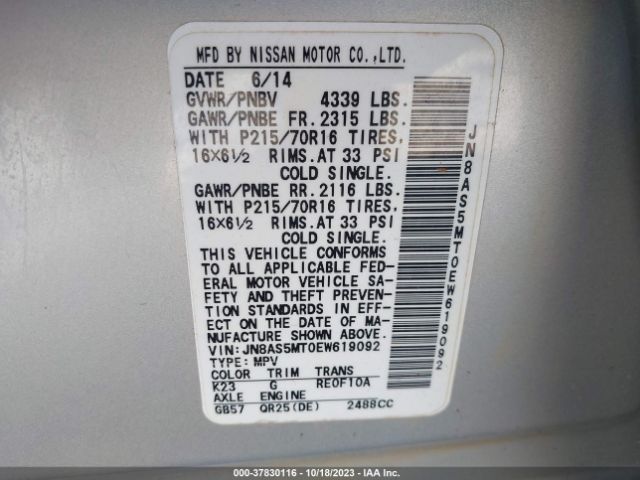 MFD BY NISSAN MOTOR CO.,LTD.
DATE 6/14
GVWR/PNBV 4339 LBS.
GAWR/PNBE FR. 2315 LBS.
WITH P215/70R16 TIRES,
16X6½ RIMS.AT 33 PSI
COLD SINGLE.
GAWR/PNBE RR. 2116 LBS.
WITH P215/70R16 TIRES,
16X6½ RIMS.AT 33 PSI
COLD SINGLE.
THIS VEHICLE CONFORMS
TO ALL APPLICABLE FED-
ERAL MOTOR VEHICLE SA-
FETY AND THEFT PREVEN-
TION STANDARDS IN EFF-
ECT ON THE DATE OF MA-
NUFACTURE SHOWN ABOVE.
VIN: JN8AS5MT0EW619092
TYPE: MPV
COLOR TRIM TRANS
K23 G RE0F10A
AXLE ENGINE
GB57 QR25(DE) 2488CC
JN8AS5MT0EW619092
000-37830116 - 10/18/2023 - IAA Inc.